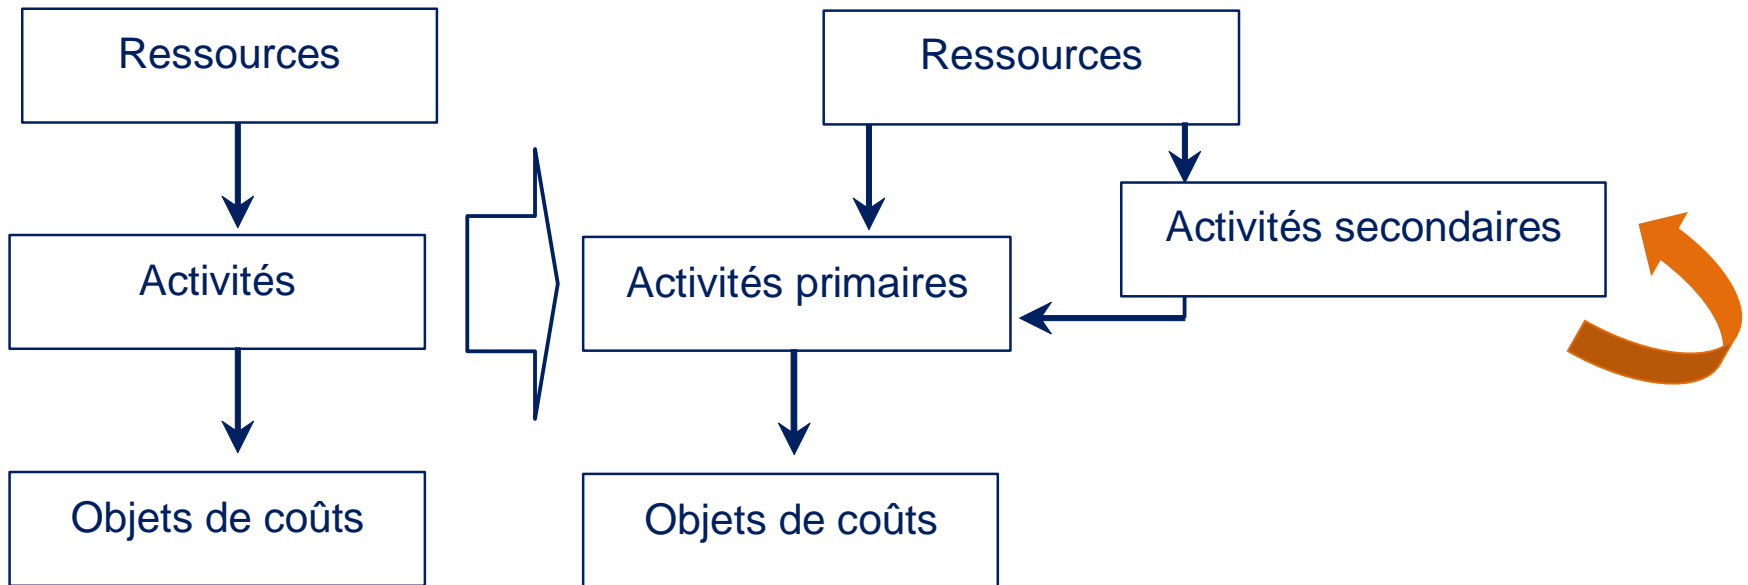 Ressources
Activités
Objets de coûts
Ressources
Activités secondaires
Activités primaires
Objets de coûts